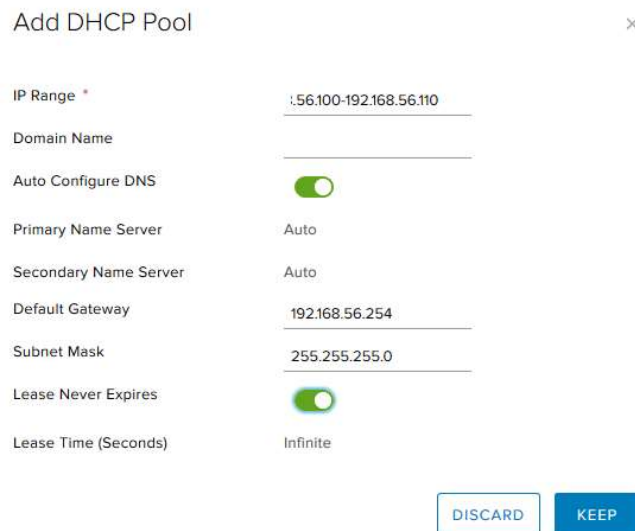 Add DHCP Pool
IP Range * :.56.100-192.168.56.110
Domain Name
Auto Configure DNS
Primary Name Server Auto
Secondary Name Server Auto
Default Gateway 192.168.56.254
Subnet Mask 255.255.255.0
Lease Never Expires
Lease Time (Seconds) Infinite
DISCARD KEEP